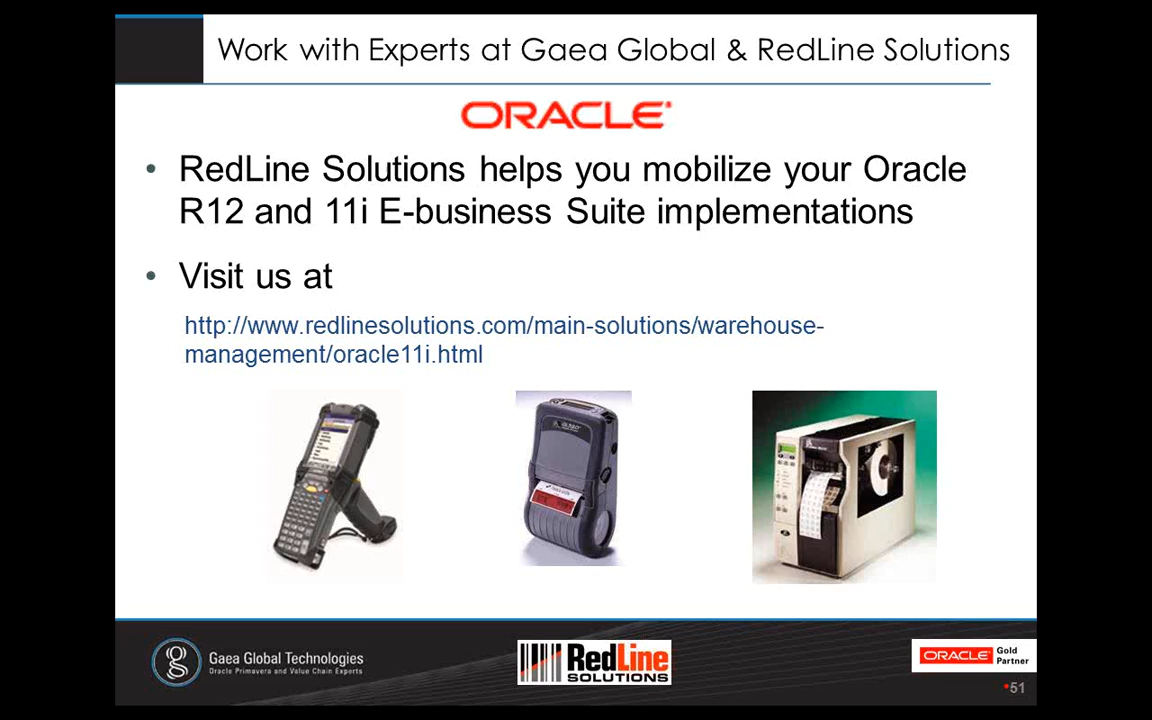 Work with Experts at Gaea Global & RedLine Solutions
ORACLE
• RedLine Solutions helps you mobilize your Oracle
R12 and 11i E-business Suite implementations
• Visit us at
http://www.redlinesolutions.com/main-solutions/warehouse-
management/oracle11i.html
Gaea Global Technologies
Oracle Primavera and Value Chain Experts
RedLine
SOLUTIONS
ORACLE Gold
Partner
•51